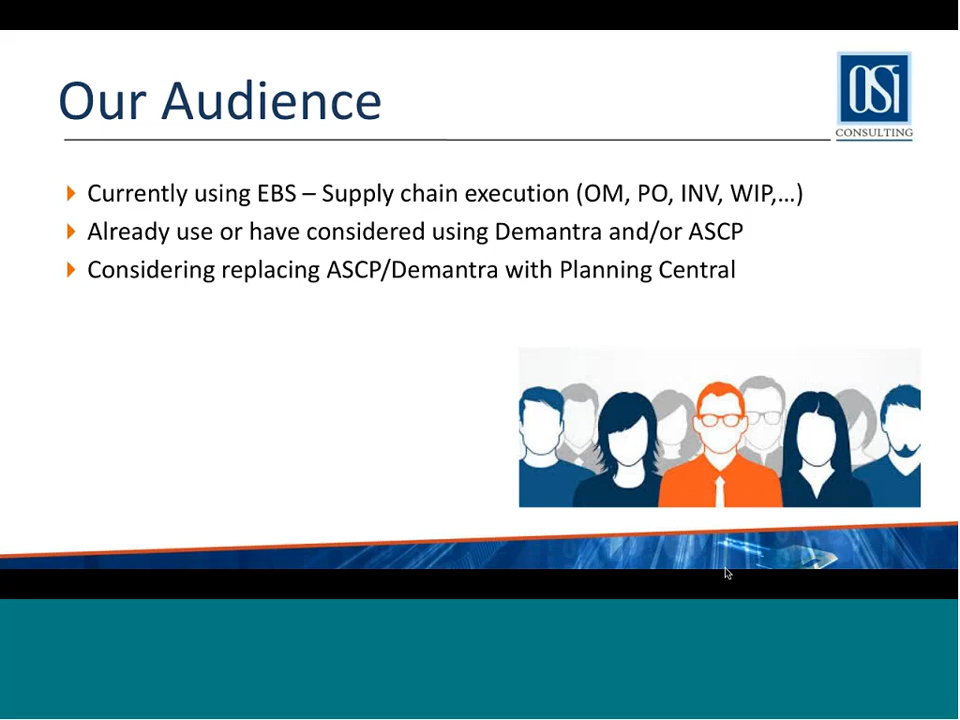 Our Audience
OSi
CONSULTING
Currently using EBS – Supply chain execution (OM, PO, INV, WIP,...)
Already use or have considered using Demantra and/or ASCP
Considering replacing ASCP/Demantra with Planning Central